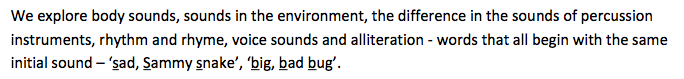 We explore body sounds, sounds in the environment, the difference in the sounds of percussion
instruments, rhythm and rhyme, voice sounds and alliteration - words that all begin with the same
initial sound – ‘sad, Sammy snake’, ‘big, bad bug’.